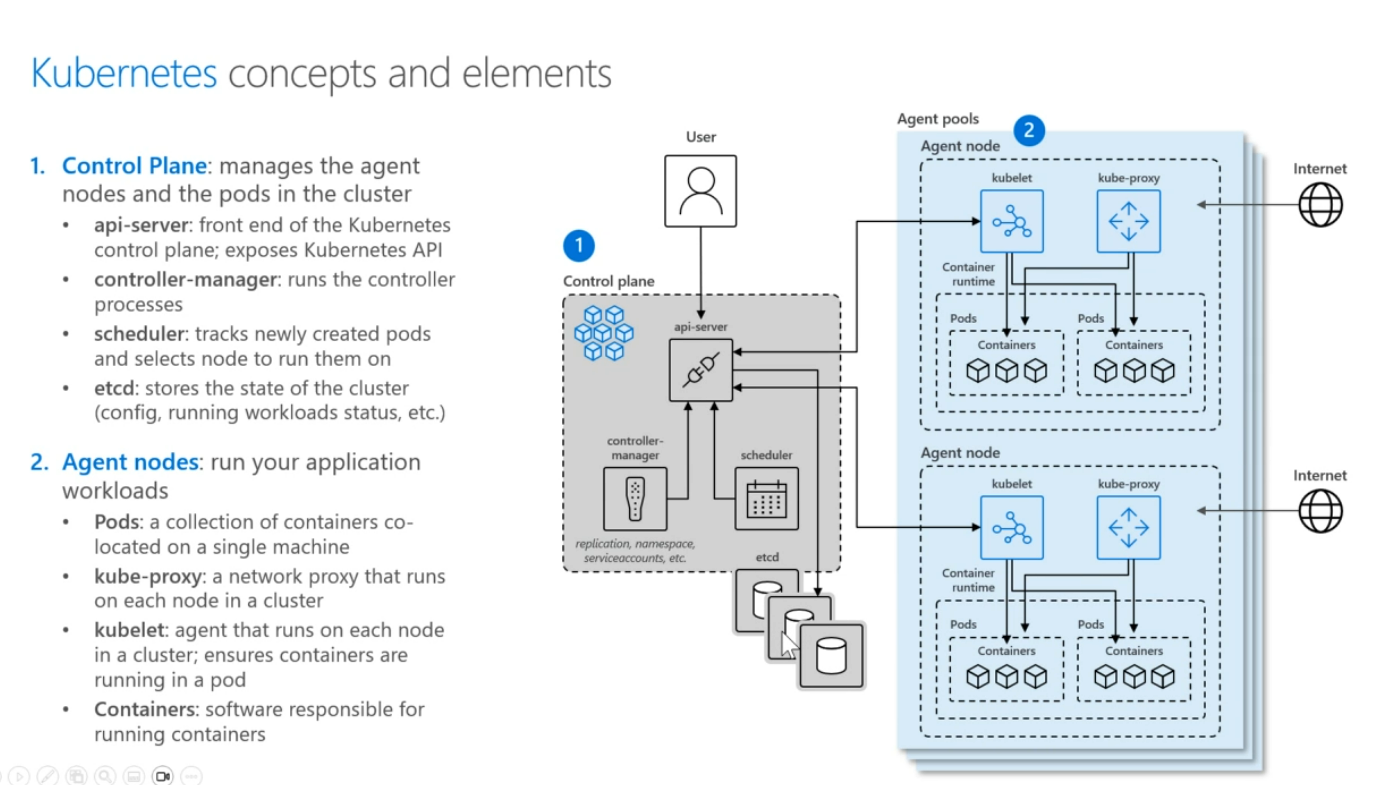 Kubernetes concepts and elements
1. Control Plane: manages the agent
nodes and the pods in the cluster
• api-server: front end of the Kubernetes
control plane; exposes Kubernetes API
• controller-manager: runs the controller
processes
• scheduler: tracks newly created pods
and selects node to run them on
• etcd: stores the state of the cluster
(config, running workloads status, etc.)
2. Agent nodes: run your application
workloads
• Pods: a collection of containers co-
located on a single machine
• kube-proxy: a network proxy that runs
on each node in a cluster
• kubelet: agent that runs on each node
in a cluster; ensures containers are
running in a pod
• Containers: software responsible for
running containers
User
1
Control plane
api-server
controller-
manager
scheduler
replication, namespace,
serviceaccounts, etc.
etcd
Agent pools
2
Agent node
kubelet
kube-proxy
Container
runtime
Pods
Pods
Containers
Containers
Internet
Agent node
kubelet
kube-proxy
Container
runtime
Pods
Pods
Containers
Containers
Internet